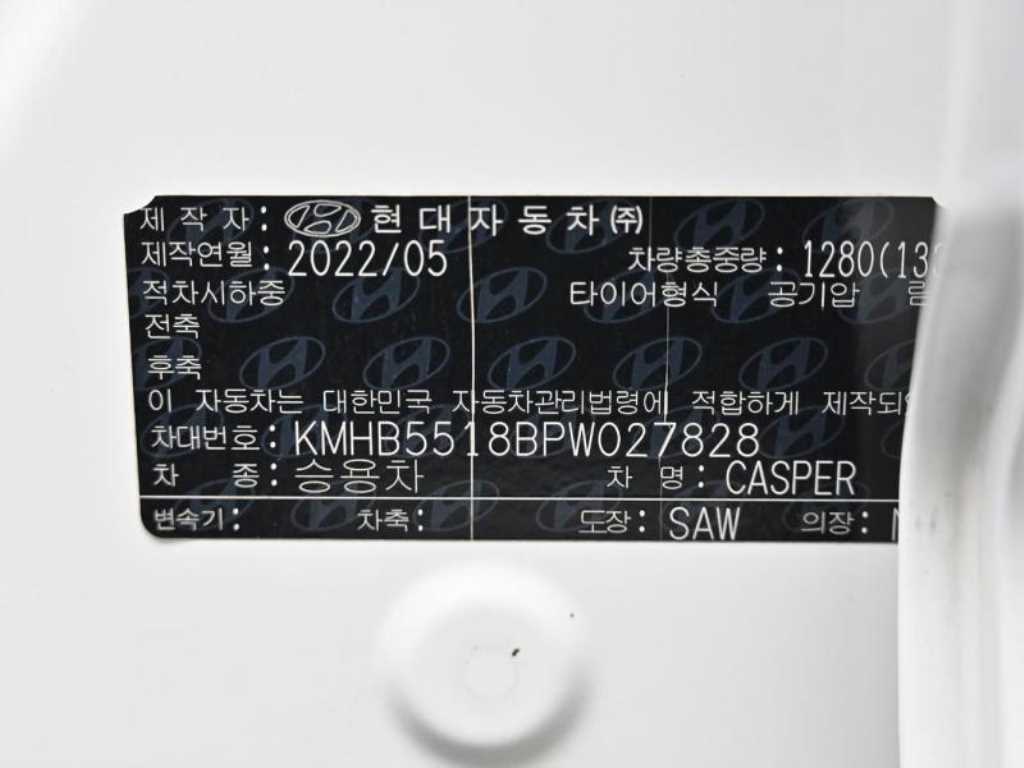 제 작 자 : 현 대 자 동 차 ㈜
제작연월 : 2022/05 차량총중량 : 1280(13
적차시하중 타이어형식 공기압 림
전축
후축
이 자동차는 대한민국 자동차관리법령에 적합하게 제작되
차대번호 : KMHB5518BPW027828
차 종 : 승용차 차 명 : CASPER
변속기 : 차축 : 도장 : SAW 의장 :